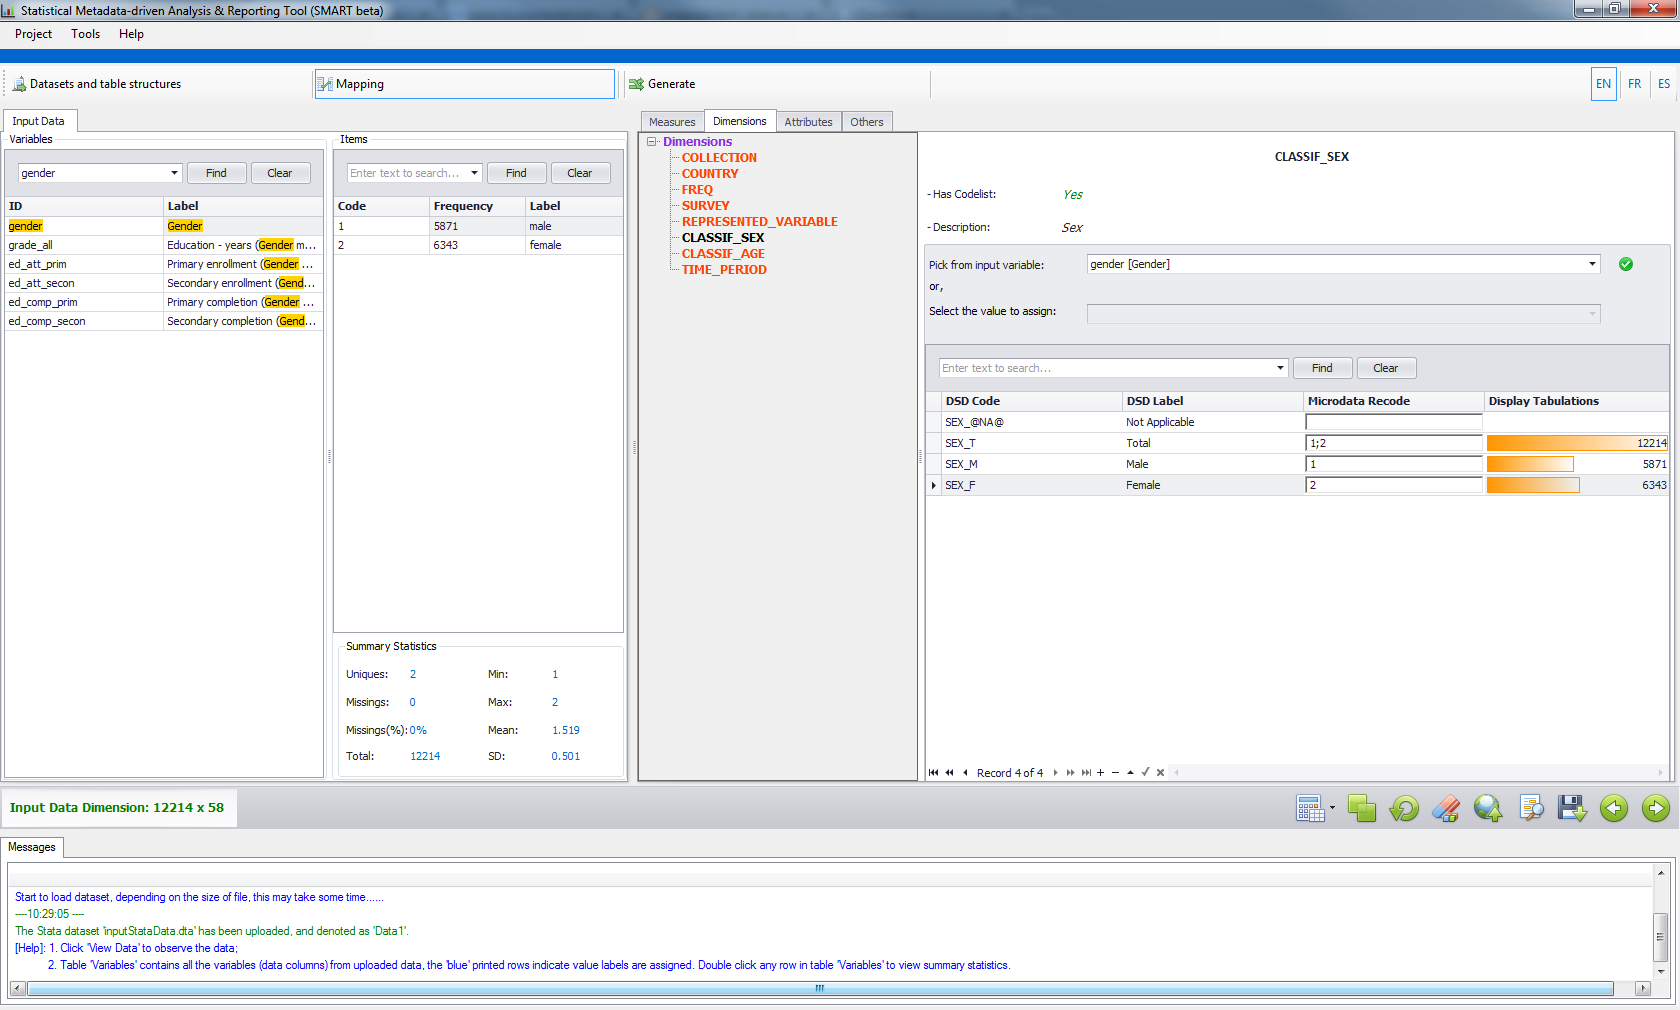 Statistical Metadata-driven Analysis & Reporting Tool (SMART beta)
Project Tools Help
Datasets and table structures
Mapping
Generate
EN FR ES
Input Data
Variables
gender
Find
Clear
ID Label
gender Gender
grade_all Education - years (Gender m...
ed_att_prim Primary enrollment (Gender ...
ed_att_secon Secondary enrollment (Gend...
ed_comp_prim Primary completion (Gender ...
ed_comp_secon Secondary completion (Gend...
Items
Enter text to search...
Find
Clear
Code Frequency Label
1 5871 male
2 6343 female
Summary Statistics
Uniques: 2 Min: 1
Missings: 0 Max: 2
Missings(%): 0% Mean: 1.519
Total: 12214 SD: 0.501
Measures Dimensions Attributes Others
Dimensions
COLLECTION
COUNTRY
FREQ
SURVEY
REPRESENTED_VARIABLE
CLASSIF_SEX
CLASSIF_AGE
TIME_PERIOD
CLASSIF_SEX
- Has Codelist: Yes
- Description: Sex
Pick from input variable: gender [Gender]
or,
Select the value to assign:
Enter text to search...
Find
Clear
DSD Code DSD Label Microdata Recode Display Tabulations
SEX_@NA@ Not Applicable
SEX_T Total 1;2 12214
SEX_M Male 1 5871
SEX_F Female 2 6343
Record 4 of 4
Input Data Dimension: 12214 x 58
Messages
Start to load dataset, depending on the size of file, this may take some time......
----10:29:05 ----
The Stata dataset 'inputStataData.dta' has been uploaded, and denoted as 'Data1'.
[Help]: 1. Click 'View Data' to observe the data;
2. Table 'Variables' contains all the variables (data columns) from uploaded data, the 'blue' printed rows indicate value labels are assigned. Double click any row in table 'Variables' to view summary statistics.